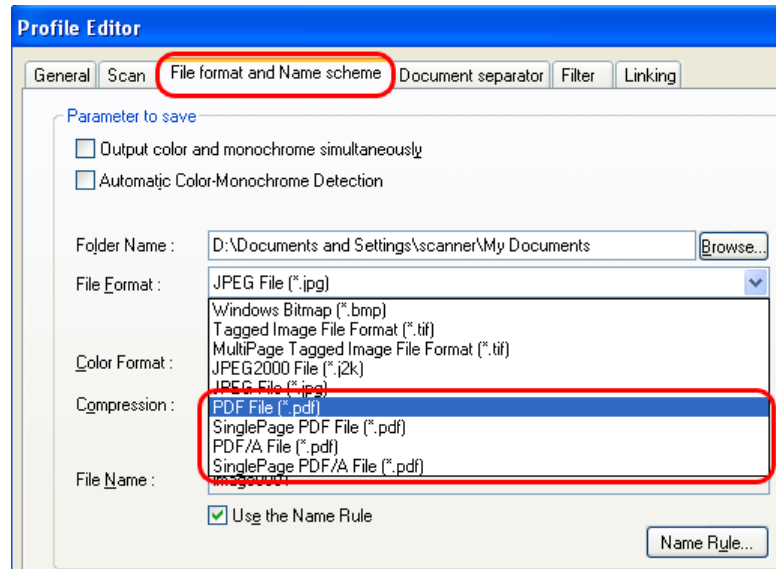 Profile Editor
General Scan File format and Name scheme Document separator Filter Linking
Parameter to save
Output color and monochrome simultaneously
Automatic Color-Monochrome Detection
Folder Name : D:\Documents and Settings\scanner\My Documents Browse...
File Format : JPEG File (*.jpg)
Windows Bitmap (*.bmp)
Tagged Image File Format (*.tif)
MultiPage Tagged Image File Format (*.tif)
Color Format : JPEG2000 File (*.j2k)
JPEG File (*.jpg)
Compression : PDF File (*.pdf)
SinglePage PDF File (*.pdf)
PDF/A File (*.pdf)
SinglePage PDF/A File (*.pdf)
File Name : image0001
Use the Name Rule
Name Rule...